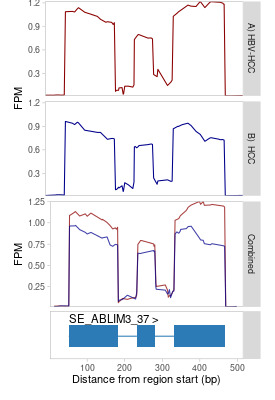 1.2
0.9
0.6
0.3
A) HBV-HCC
FPM
1.2
0.9
0.6
0.3
B) HCC
1.25
1.00
0.75
0.50
0.25
FPM
Combined
SE_ABLIM3_37 >
100 200 300 400 500
Distance from region start (bp)